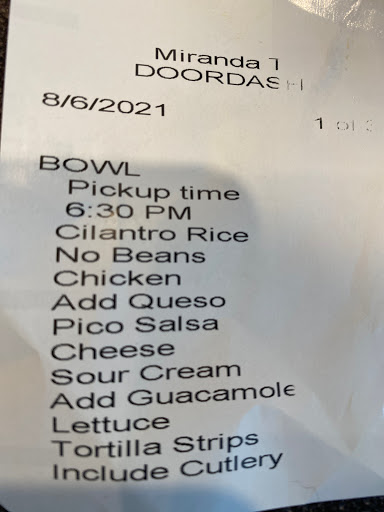 Miranda T
DOORDASH
8/6/2021
1 of 3
BOWL
Pickup time
6:30 PM
Cilantro Rice
No Beans
Chicken
Add Queso
Pico Salsa
Cheese
Sour Cream
Add Guacamole
Lettuce
Tortilla Strips
Include Cutlery